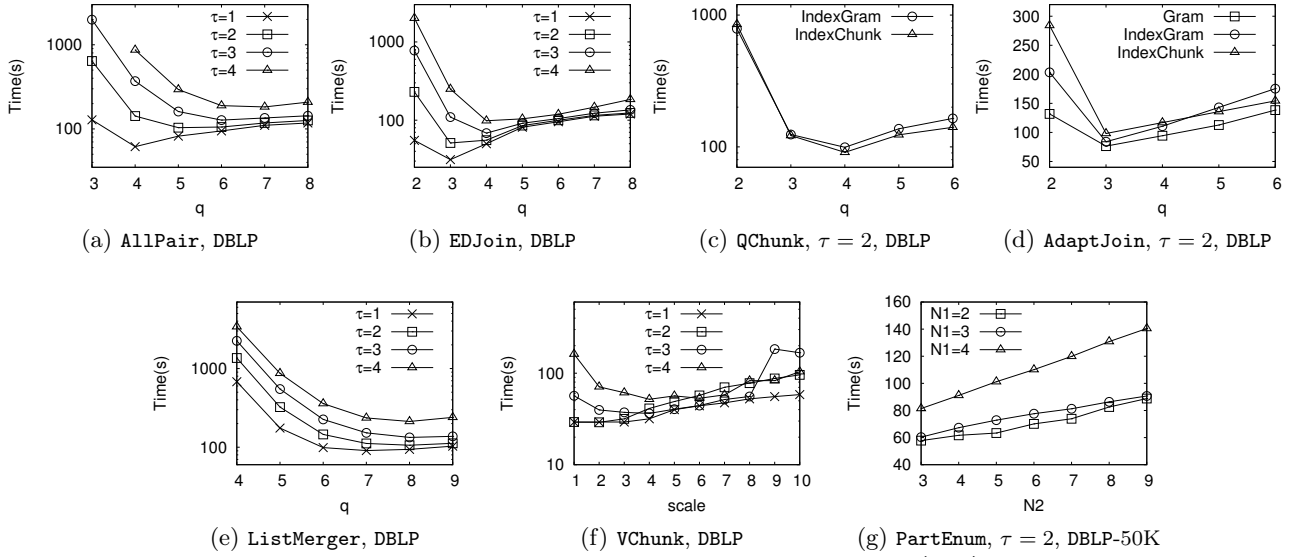 1000
100
Time(s)
τ=1
τ=2
τ=3
τ=4
3 4 5 6 7 8
q
(a) AllPair, DBLP
1000
100
Time(s)
τ=1
τ=2
τ=3
τ=4
2 3 4 5 6 7 8
q
(b) EDJoin, DBLP
1000
100
Time(s)
IndexGram
IndexChunk
2 3 4 5 6
q
(c) QChunk, τ = 2, DBLP
300
250
200
150
100
50
Time(s)
Gram
IndexGram
IndexChunk
2 3 4 5 6
q
(d) AdaptJoin, τ = 2, DBLP
1000
100
Time(s)
τ=1
τ=2
τ=3
τ=4
4 5 6 7 8 9
q
(e) ListMerger, DBLP
100
10
Time(s)
τ=1
τ=2
τ=3
τ=4
1 2 3 4 5 6 7 8 9 10
scale
(f) VChunk, DBLP
160
140
120
100
80
60
40
Time(s)
N1=2
N1=3
N1=4
3 4 5 6 7 8 9
N2
(g) PartEnum, τ = 2, DBLP-50K